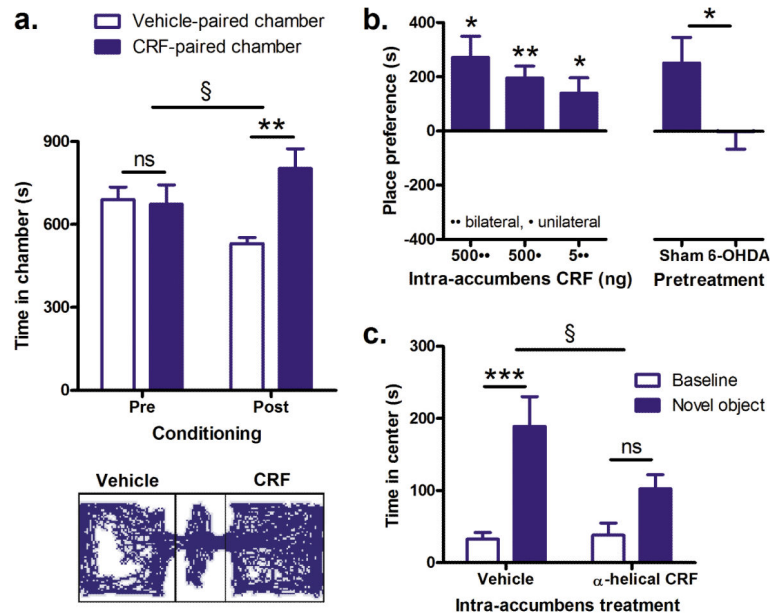 a.
Vehicle-paired chamber
CRF-paired chamber
§
**
ns
Time in chamber (s)
900
600
300
0
Pre Post
Conditioning
Vehicle CRF
b.
* ** * *
Place preference (s)
400
200
0
-200
-400
•• bilateral, • unilateral
500•• 500• 5•• Sham 6-OHDA
Intra-accumbens CRF (ng) Pretreatment
c.
§
***
ns
Baseline
Novel object
Time in center (s)
300
200
100
0
Vehicle α-helical CRF
Intra-accumbens treatment